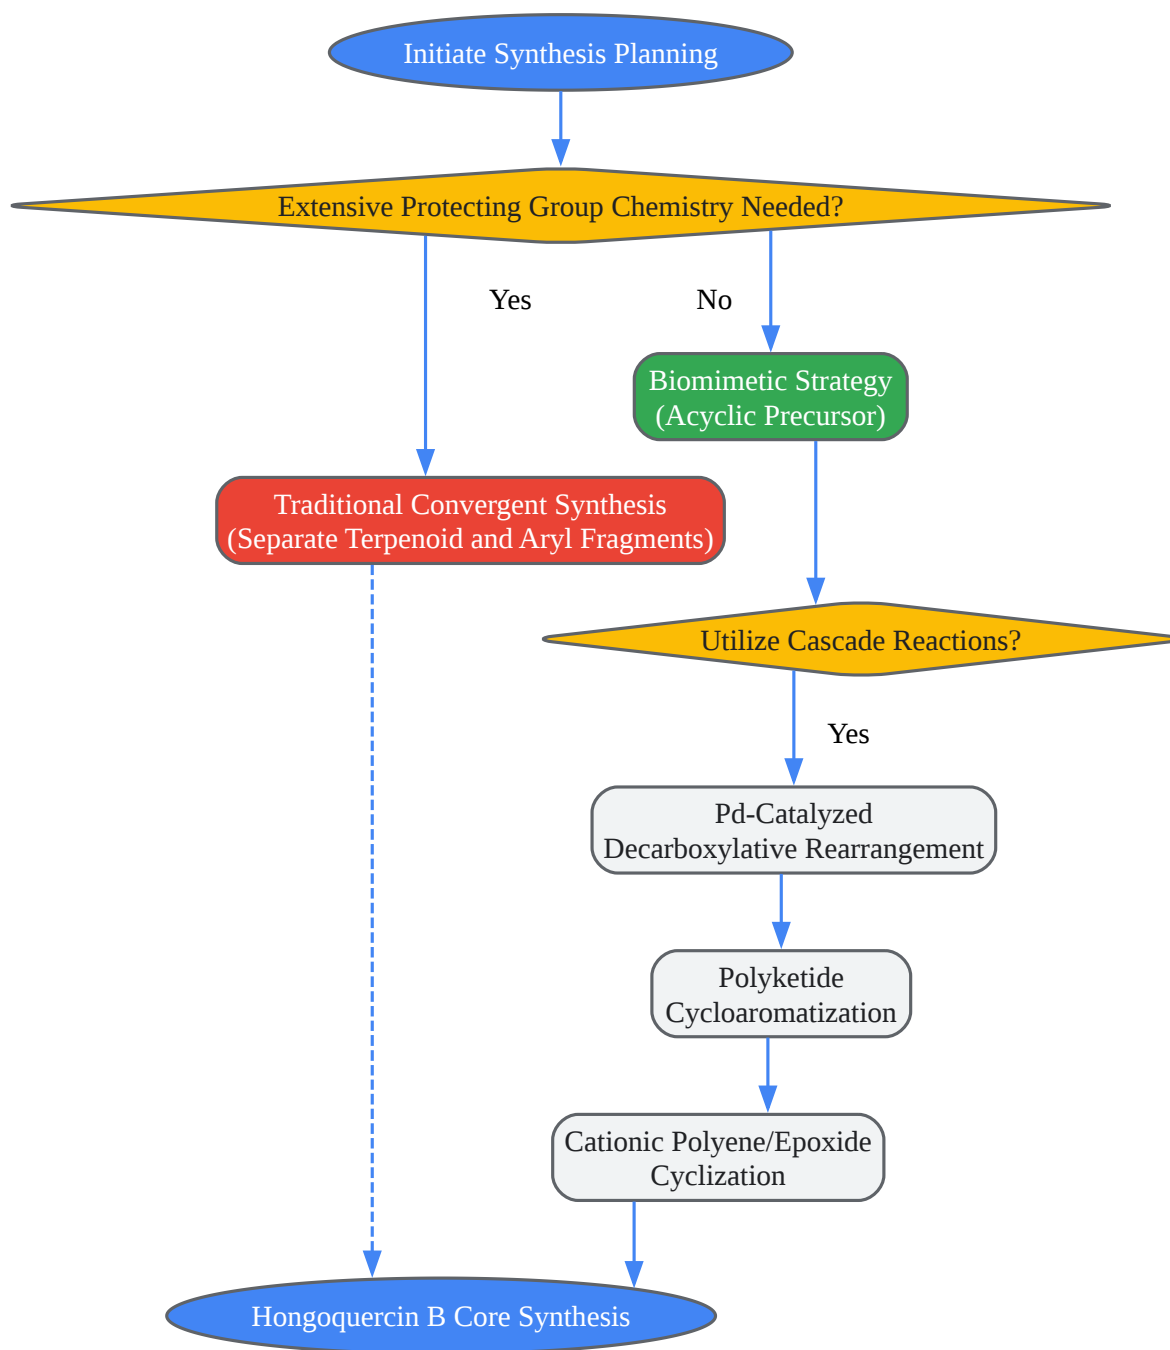 Initiate Synthesis Planning
Extensive Protecting Group Chemistry Needed?
Yes
No
Biomimetic Strategy
(Acyclic Precursor)
Traditional Convergent Synthesis
(Separate Terpenoid and Aryl Fragments)
Utilize Cascade Reactions?
Yes
Pd-Catalyzed
Decarboxylative Rearrangement
Polyketide
Cycloaromatization
Cationic Polyene/Epoxide
Cyclization
Hongoquercin B Core Synthesis